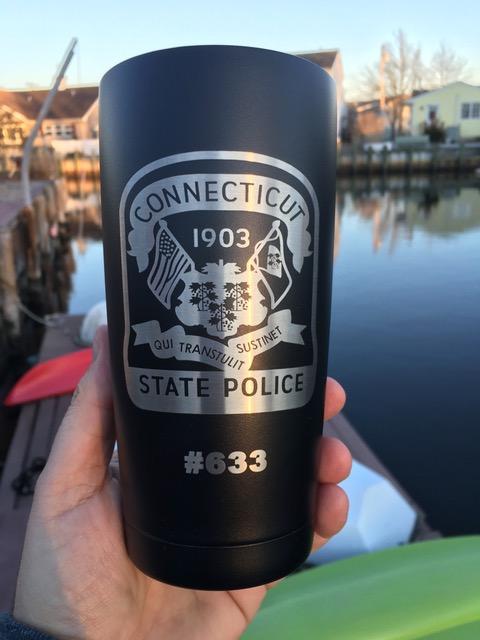 CONNECTICUT
1903
QUI TRANSTULIT SUSTINET
STATE POLICE
#633